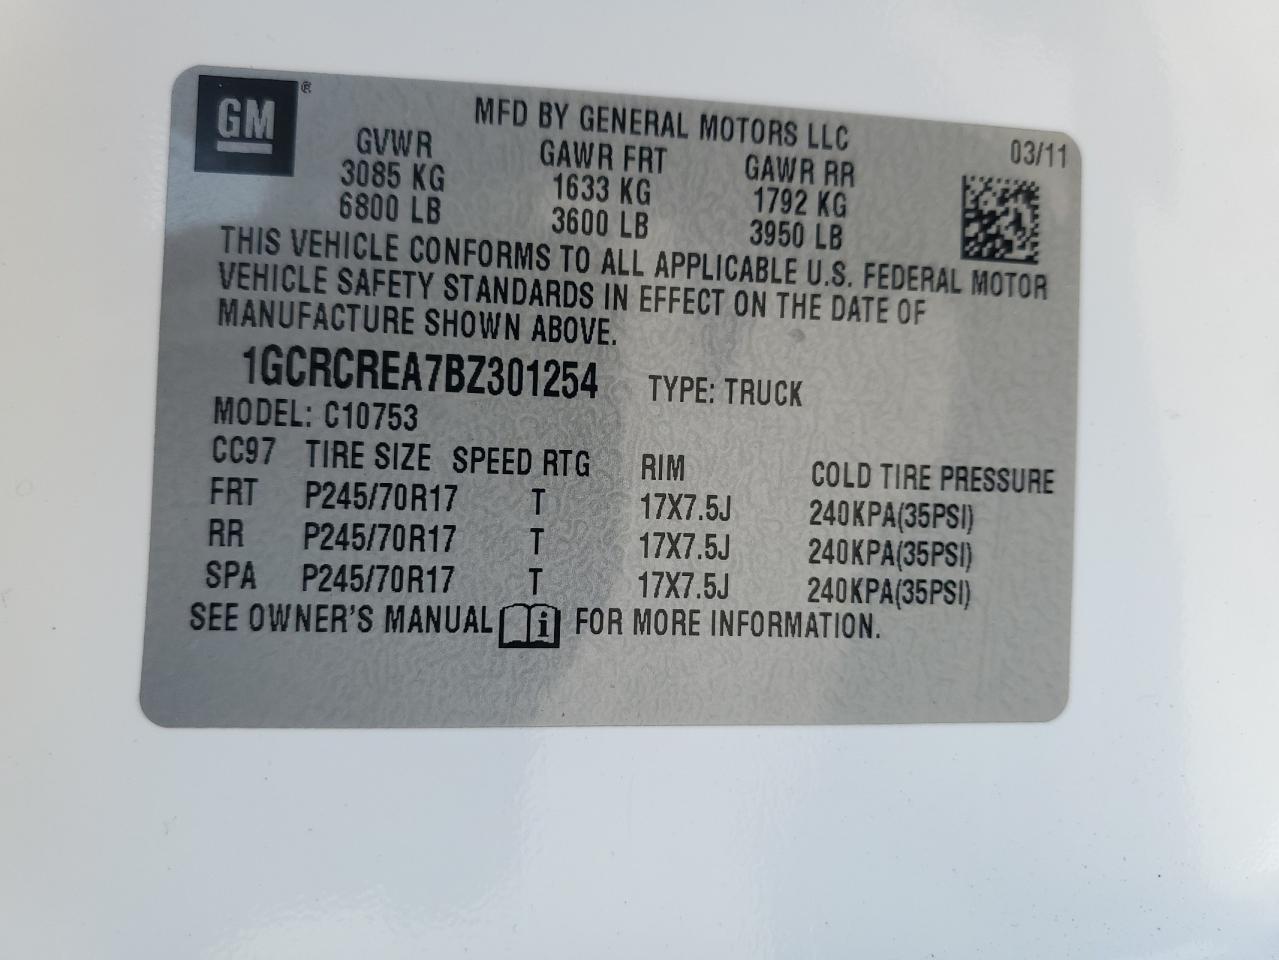 GM ®
MFD BY GENERAL MOTORS LLC
03/11
GVWR GAWR FRT GAWR RR
3085 KG 1633 KG 1792 KG
6800 LB 3600 LB 3950 LB
THIS VEHICLE CONFORMS TO ALL APPLICABLE U.S. FEDERAL MOTOR
VEHICLE SAFETY STANDARDS IN EFFECT ON THE DATE OF
MANUFACTURE SHOWN ABOVE.
1GCRCREA7BZ301254 TYPE: TRUCK
MODEL: C10753
CC97 TIRE SIZE SPEED RTG RIM COLD TIRE PRESSURE
FRT P245/70R17 T 17X7.5J 240KPA(35PSI)
RR P245/70R17 T 17X7.5J 240KPA(35PSI)
SPA P245/70R17 T 17X7.5J 240KPA(35PSI)
SEE OWNER'S MANUAL i FOR MORE INFORMATION.